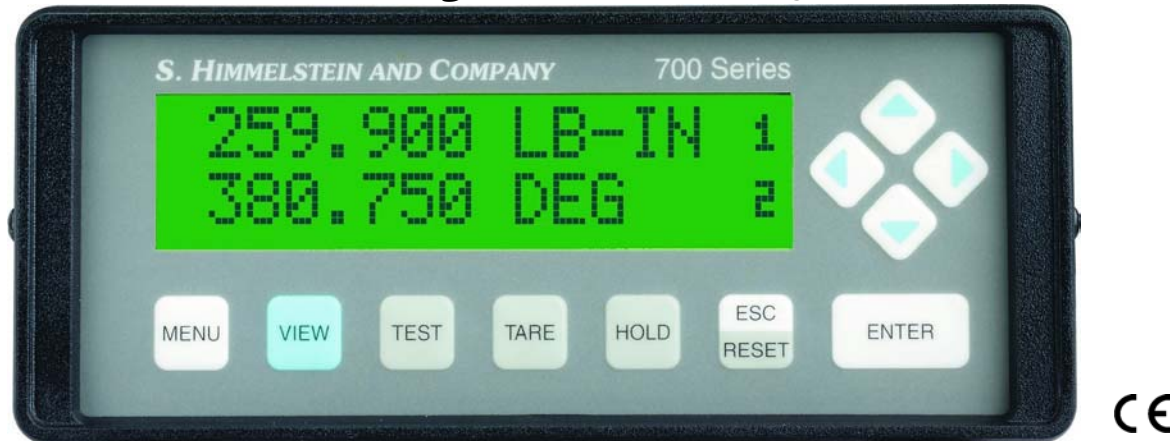 S. HIMMELSTEIN AND COMPANY 700 Series
259.900 LB-IN 1
380.750 DEG 2
MENU VIEW TEST TARE HOLD ESC RESET ENTER
CE